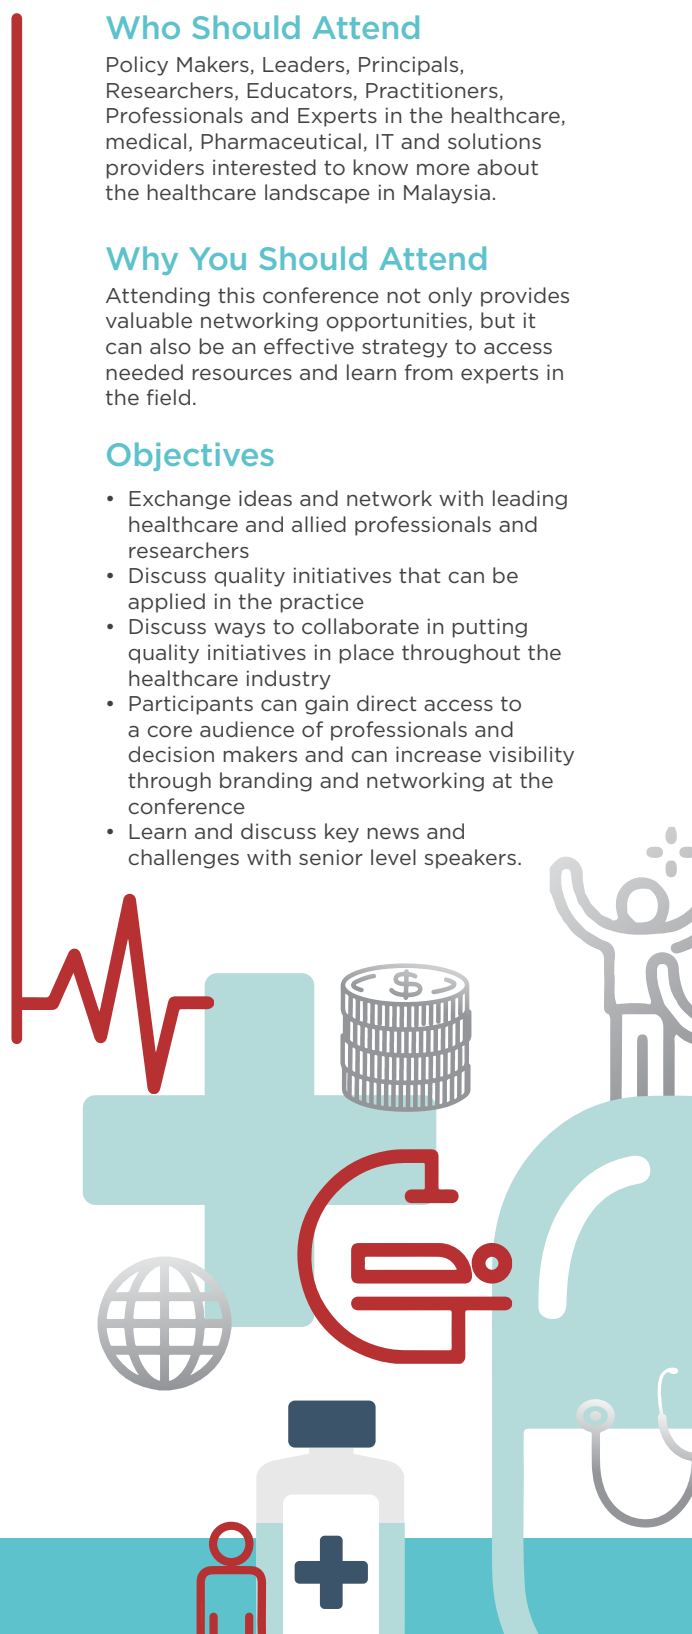 Who Should Attend
Policy Makers, Leaders, Principals,
Researchers, Educators, Practitioners,
Professionals and Experts in the healthcare,
medical, Pharmaceutical, IT and solutions
providers interested to know more about
the healthcare landscape in Malaysia.
Why You Should Attend
Attending this conference not only provides
valuable networking opportunities, but it
can also be an effective strategy to access
needed resources and learn from experts in
the field.
Objectives
• Exchange ideas and network with leading
healthcare and allied professionals and
researchers
• Discuss quality initiatives that can be
applied in the practice
• Discuss ways to collaborate in putting
quality initiatives in place throughout the
healthcare industry
• Participants can gain direct access to
a core audience of professionals and
decision makers and can increase visibility
through branding and networking at the
conference
• Learn and discuss key news and
challenges with senior level speakers.
$